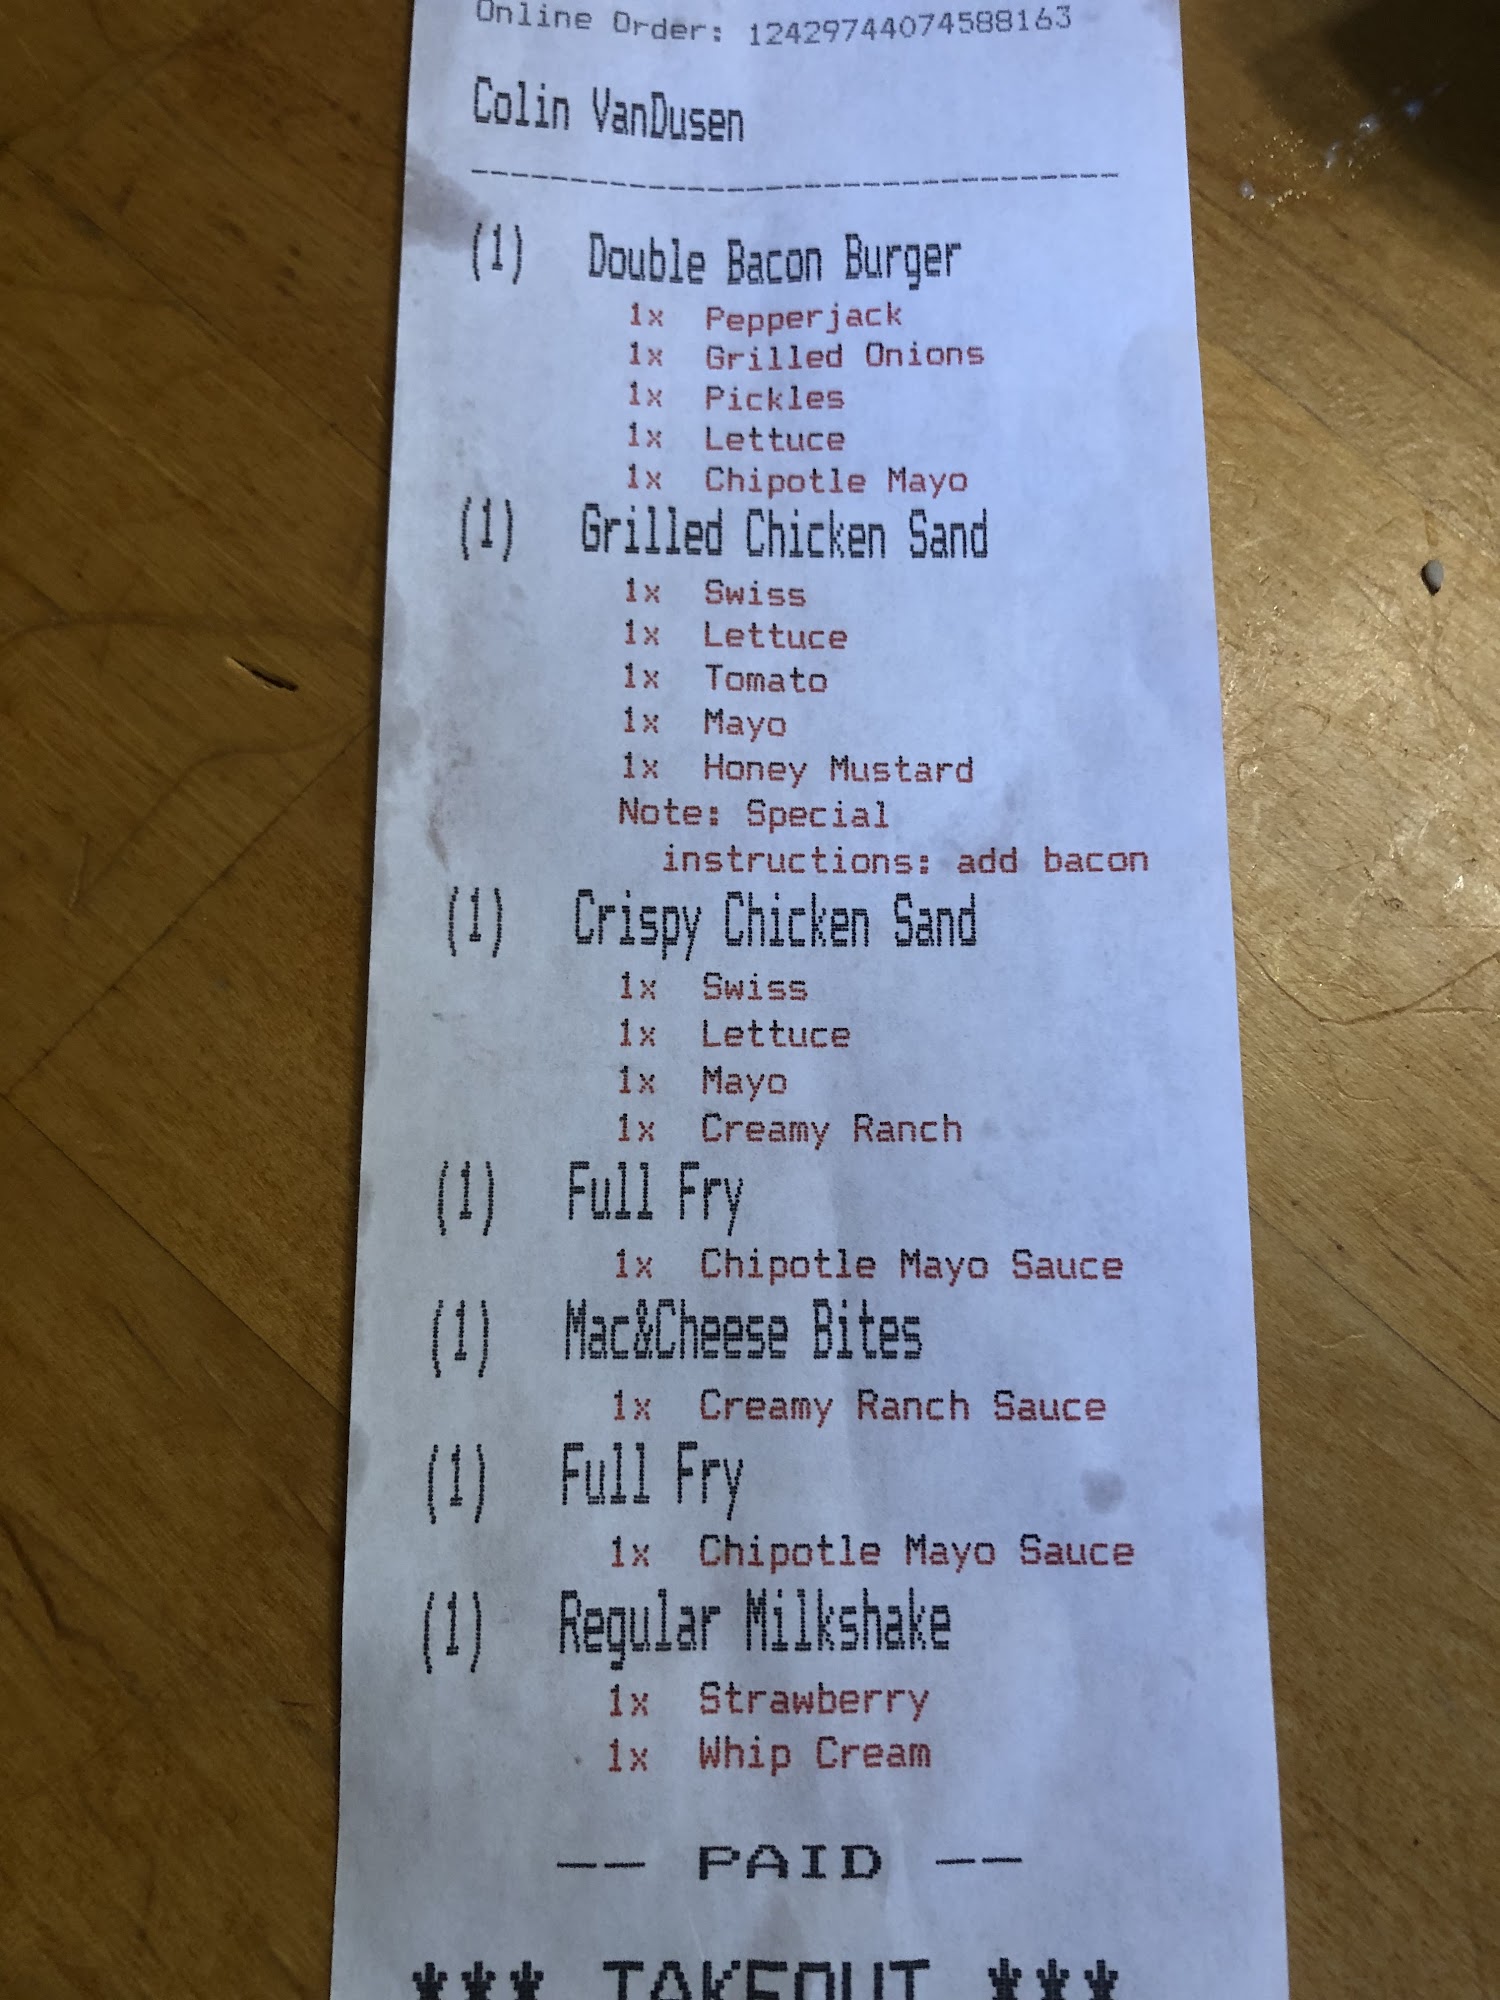 Online Order: 12429744074588163
Colin VanDusen
--------------------------------
(1) Double Bacon Burger
1x Pepperjack
1x Grilled Onions
1x Pickles
1x Lettuce
1x Chipotle Mayo
(1) Grilled Chicken Sand
1x Swiss
1x Lettuce
1x Tomato
1x Mayo
1x Honey Mustard
Note: Special
instructions: add bacon
(1) Crispy Chicken Sand
1x Swiss
1x Lettuce
1x Mayo
1x Creamy Ranch
(1) Full Fry
1x Chipotle Mayo Sauce
(1) Mac&Cheese Bites
1x Creamy Ranch Sauce
(1) Full Fry
1x Chipotle Mayo Sauce
(1) Regular Milkshake
1x Strawberry
1x Whip Cream
-- PAID --
*** TAKEOUT ***